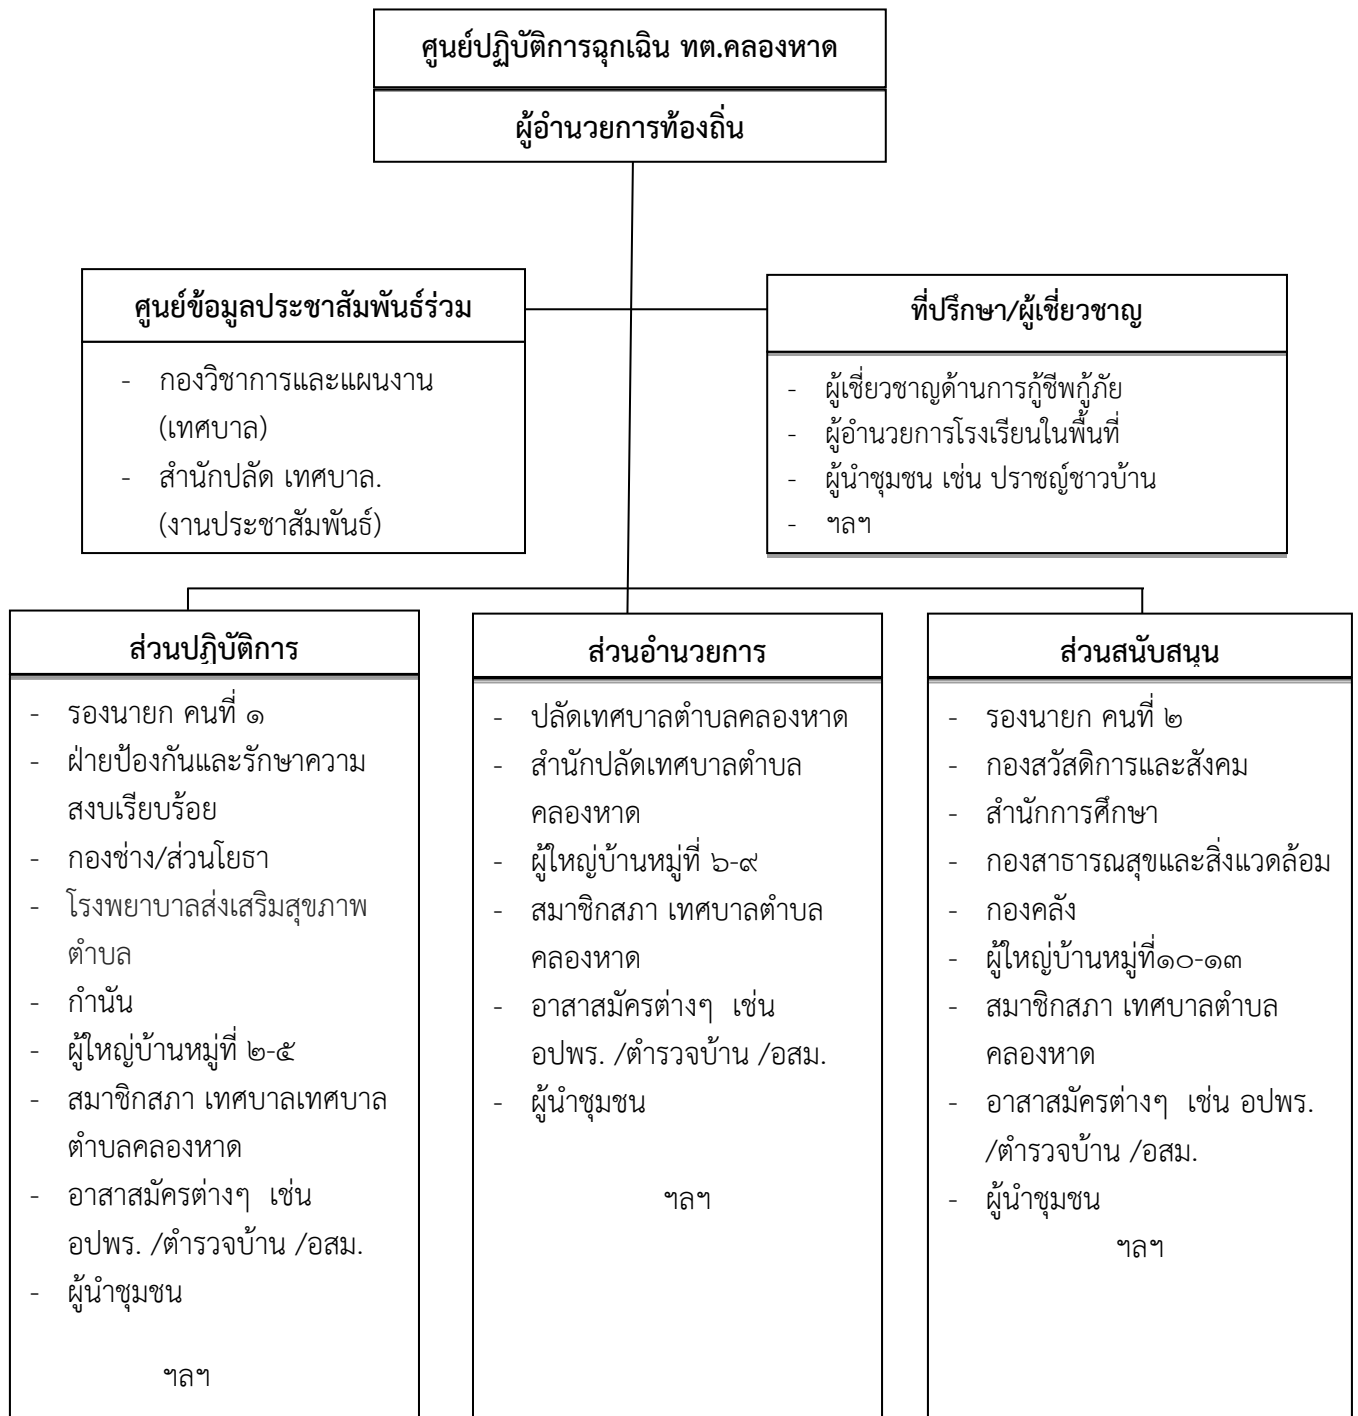 ศูนย์ปฏิบัติการฉุกเฉิน ทต.คลองหาด
ผู้อำนวยการท้องถิ่น
ศูนย์ข้อมูลประชาสัมพันธ์ร่วม
- กองวิชาการและแผนงาน
(เทศบาล)
- สำนักปลัด เทศบาล.
(งานประชาสัมพันธ์)
ที่ปรึกษา/ผู้เชี่ยวชาญ
- ผู้เชี่ยวชาญด้านการกู้ชีพกู้ภัย
- ผู้อำนวยการโรงเรียนในพื้นที่
- ผู้นำชุมชน เช่น ปราชญ์ชาวบ้าน
- ฯลฯ
ส่วนปฏิบัติการ
- รองนายก คนที่ ๑
- ฝ่ายป้องกันและรักษาความ
สงบเรียบร้อย
- กองช่าง/ส่วนโยธา
- โรงพยาบาลส่งเสริมสุขภาพ
ตำบล
- กำนัน
- ผู้ใหญ่บ้านหมู่ที่ ๒-๕
- สมาชิกสภา เทศบาลเทศบาล
ตำบลคลองหาด
- อาสาสมัครต่างๆ เช่น
อปพร. /ตำรวจบ้าน /อสม.
- ผู้นำชุมชน
ฯลฯ
ส่วนอำนวยการ
- ปลัดเทศบาลตำบลคลองหาด
- สำนักปลัดเทศบาลตำบล
คลองหาด
- ผู้ใหญ่บ้านหมู่ที่ ๖-๙
- สมาชิกสภา เทศบาลตำบล
คลองหาด
- อาสาสมัครต่างๆ เช่น
อปพร. /ตำรวจบ้าน /อสม.
- ผู้นำชุมชน
ฯลฯ
ส่วนสนับสนุน
- รองนายก คนที่ ๒
- กองสวัสดิการและสังคม
- สำนักการศึกษา
- กองสาธารณสุขและสิ่งแวดล้อม
- กองคลัง
- ผู้ใหญ่บ้านหมู่ที่๑๐-๑๓
- สมาชิกสภา เทศบาลตำบล
คลองหาด
- อาสาสมัครต่างๆ เช่น อปพร.
/ตำรวจบ้าน /อสม.
- ผู้นำชุมชน
ฯลฯ